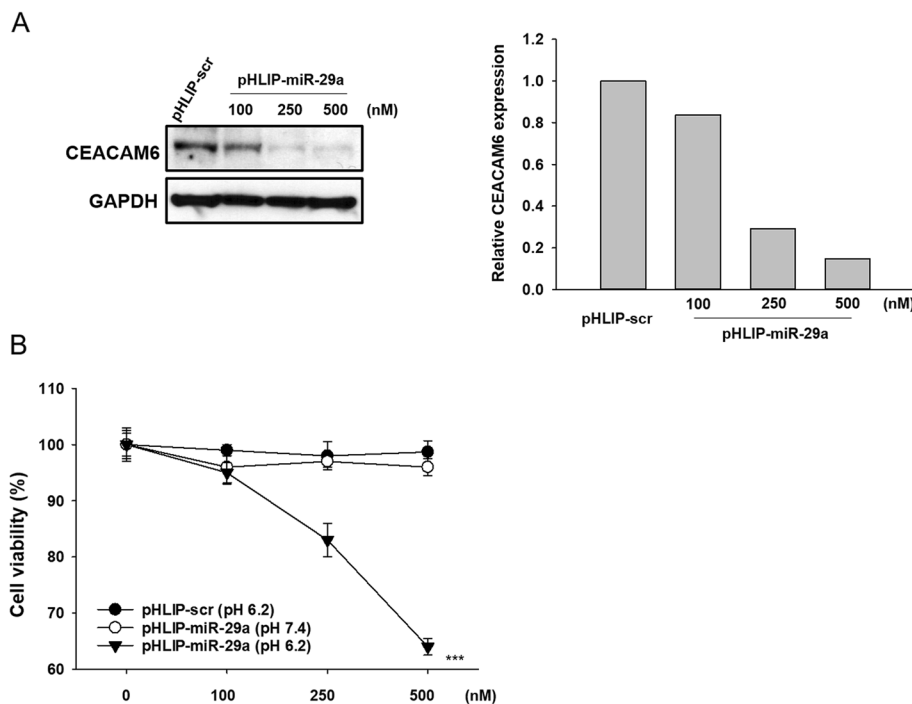 A
pHLIP-scr
pHLIP-miR-29a
100 250 500 (nM)
CEACAM6
GAPDH
Relative CEACAM6 expression
1.2
1.0
0.8
0.6
0.4
0.2
0.0
pHLIP-scr 100 250 500 (nM)
pHLIP-miR-29a
B
Cell viability (%)
110
100
90
80
70
60
pHLIP-scr (pH 6.2)
pHLIP-miR-29a (pH 7.4)
pHLIP-miR-29a (pH 6.2)
***
0 100 250 500 (nM)